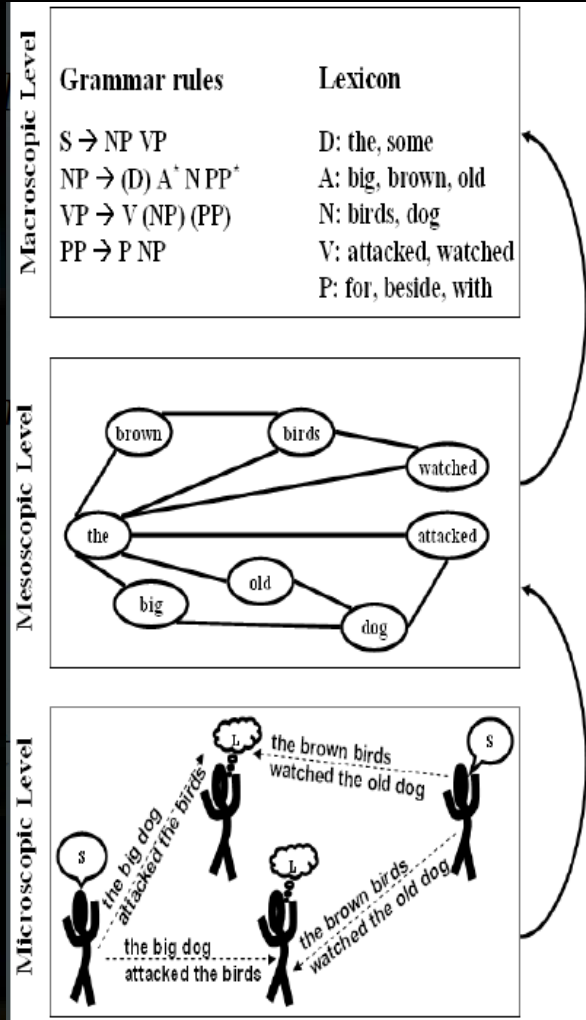 Macroscopic Level
Grammar rules
S → NP VP
NP → (D) A* N PP*
VP → V (NP) (PP)
PP → P NP
Lexicon
D: the, some
A: big, brown, old
N: birds, dog
V: attacked, watched
P: for, beside, with
Mesoscopic Level
brown
birds
watched
the
attacked
old
big
dog
Microscopic Level
L
S
the brown birds
watched the old dog
the big dog
attacked the birds
S
L
the brown birds
watched the old dog
the big dog
attacked the birds